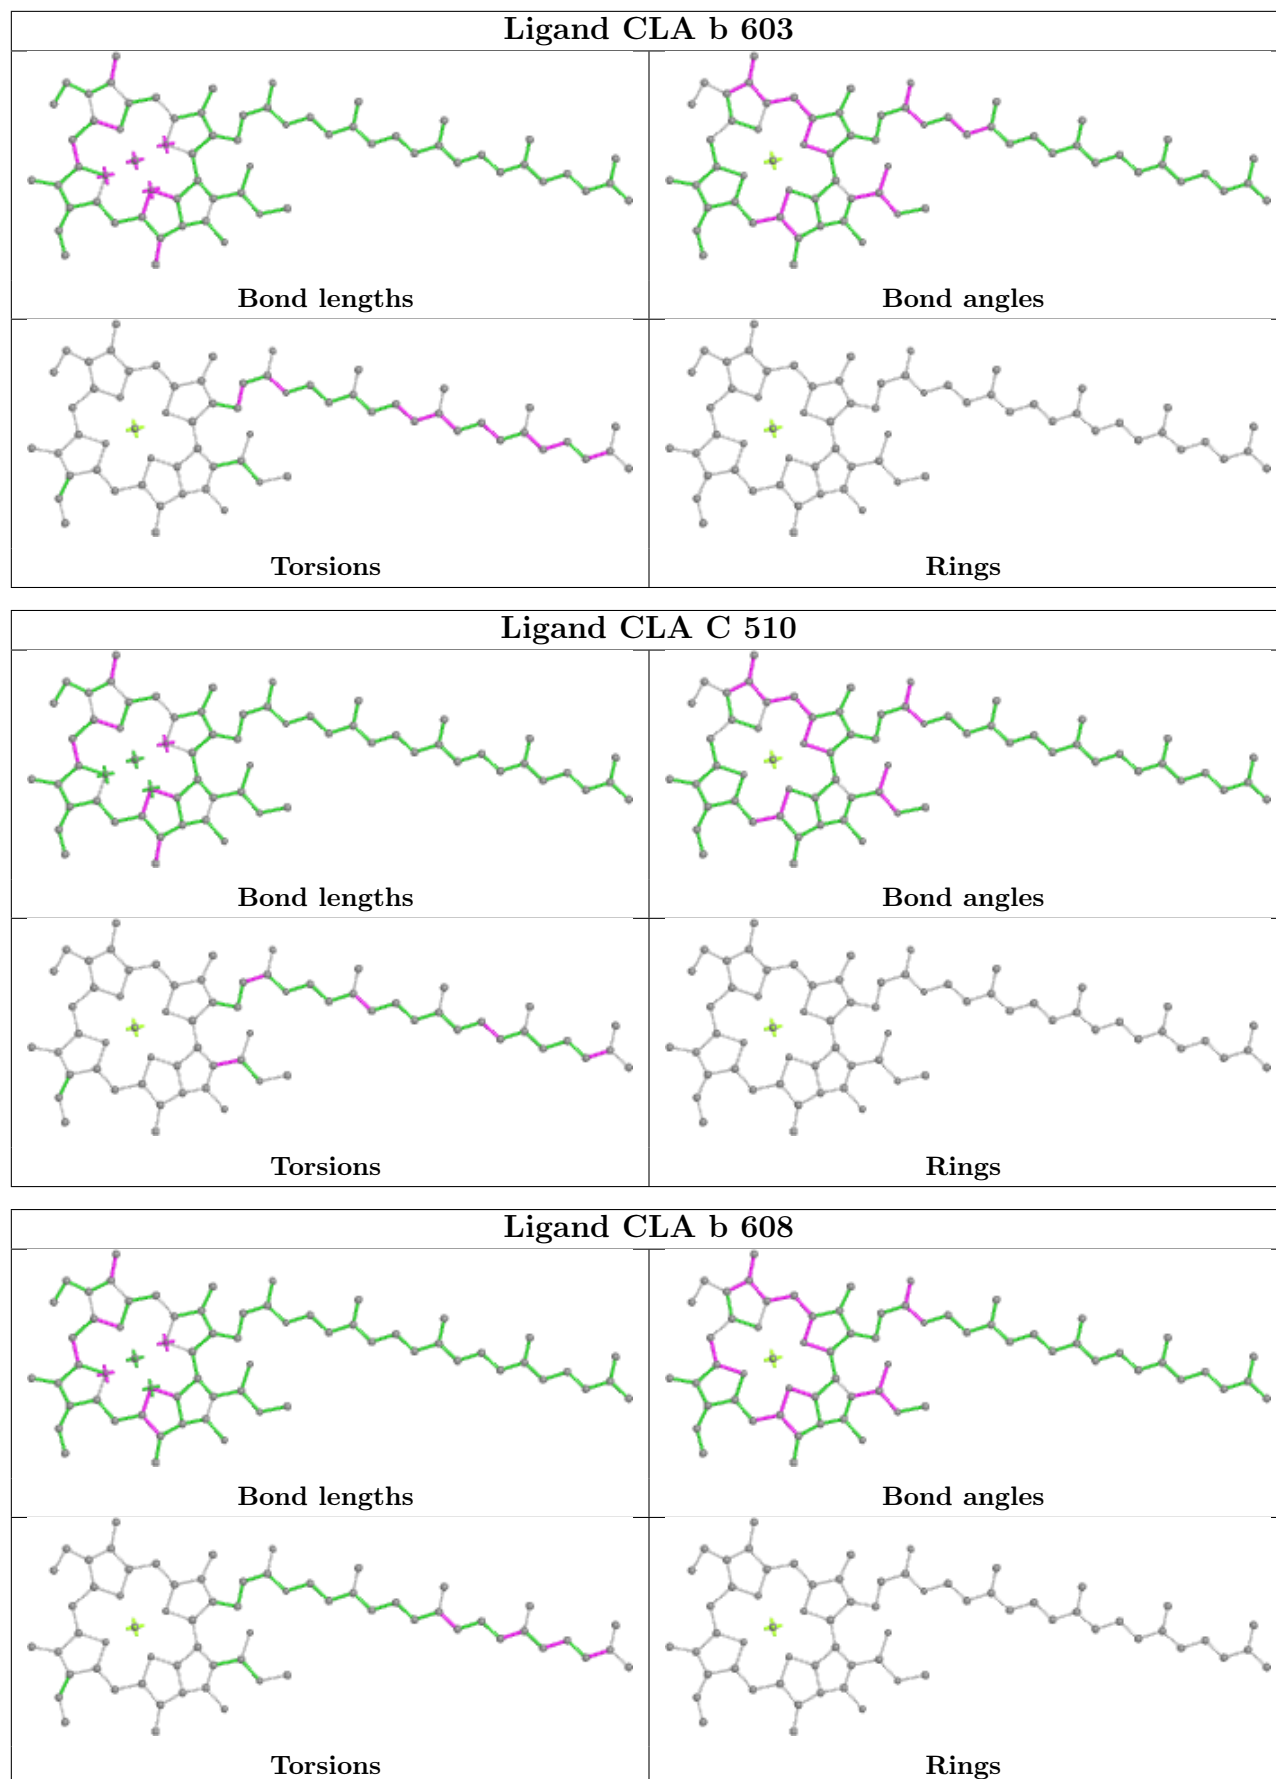 Ligand CLA b 603
Bond lengths
Bond angles
Torsions
Rings
Ligand CLA C 510
Bond lengths
Bond angles
Torsions
Rings
Ligand CLA b 608
Bond lengths
Bond angles
Torsions
Rings